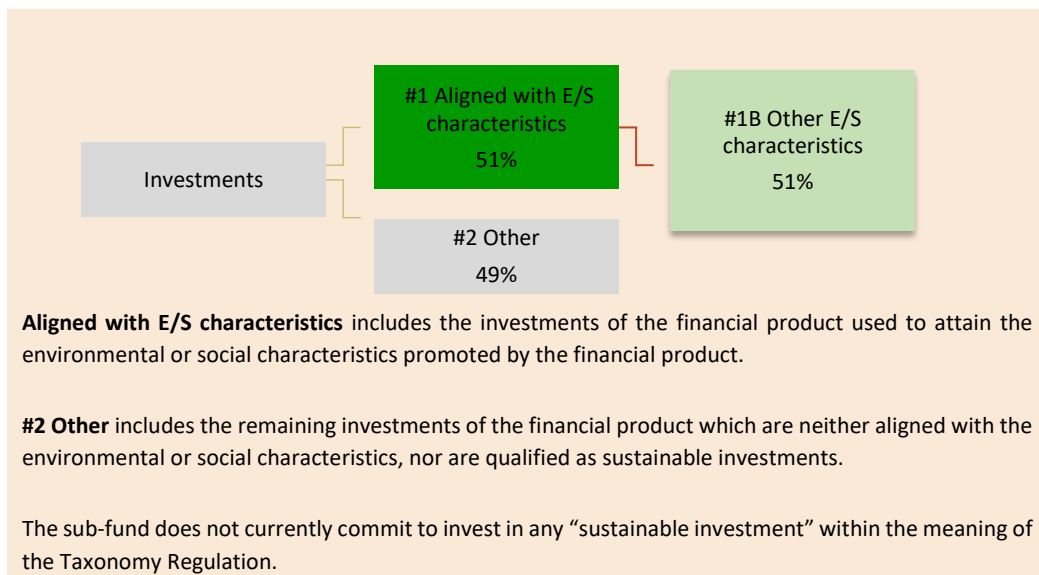 #1 Aligned with E/S
characteristics
51%
#1B Other E/S
characteristics
51%
Investments
#2 Other
49%
Aligned with E/S characteristics includes the investments of the financial product used to attain the
environmental or social characteristics promoted by the financial product.
#2 Other includes the remaining investments of the financial product which are neither aligned with the
environmental or social characteristics, nor are qualified as sustainable investments.
The sub-fund does not currently commit to invest in any “sustainable investment” within the meaning of
the Taxonomy Regulation.